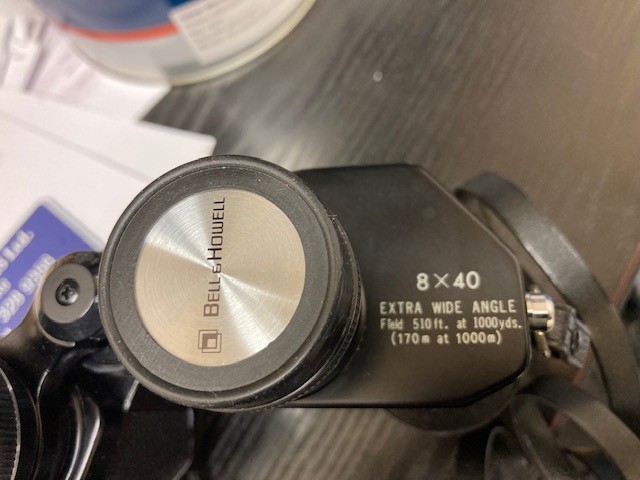 BELL & HOWELL
8×40
EXTRA WIDE ANGLE
Field 510ft. at 1000yds.
(170m at 1000m)